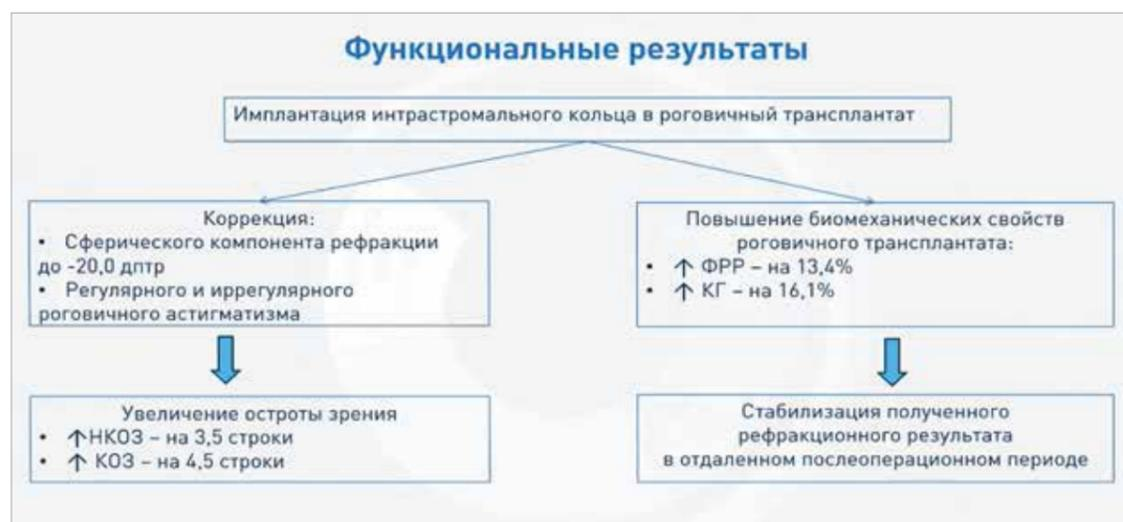 Функциональные результаты
Имплантация интрастромального кольца в роговичный трансплантат
Коррекция:
• Сферического компонента рефракции
до -20,0 дптр
• Регулярного и иррегулярного
роговичного астигматизма
Повышение биомеханических свойств
роговичного трансплантата:
• ↑ ФРР – на 13,4%
• ↑ КГ – на 16,1%
Увеличение остроты зрения
• ↑НКОЗ – на 3,5 строки
• ↑ КОЗ – на 4,5 строки
Стабилизация полученного
рефракционного результата
в отдаленном послеоперационном периоде